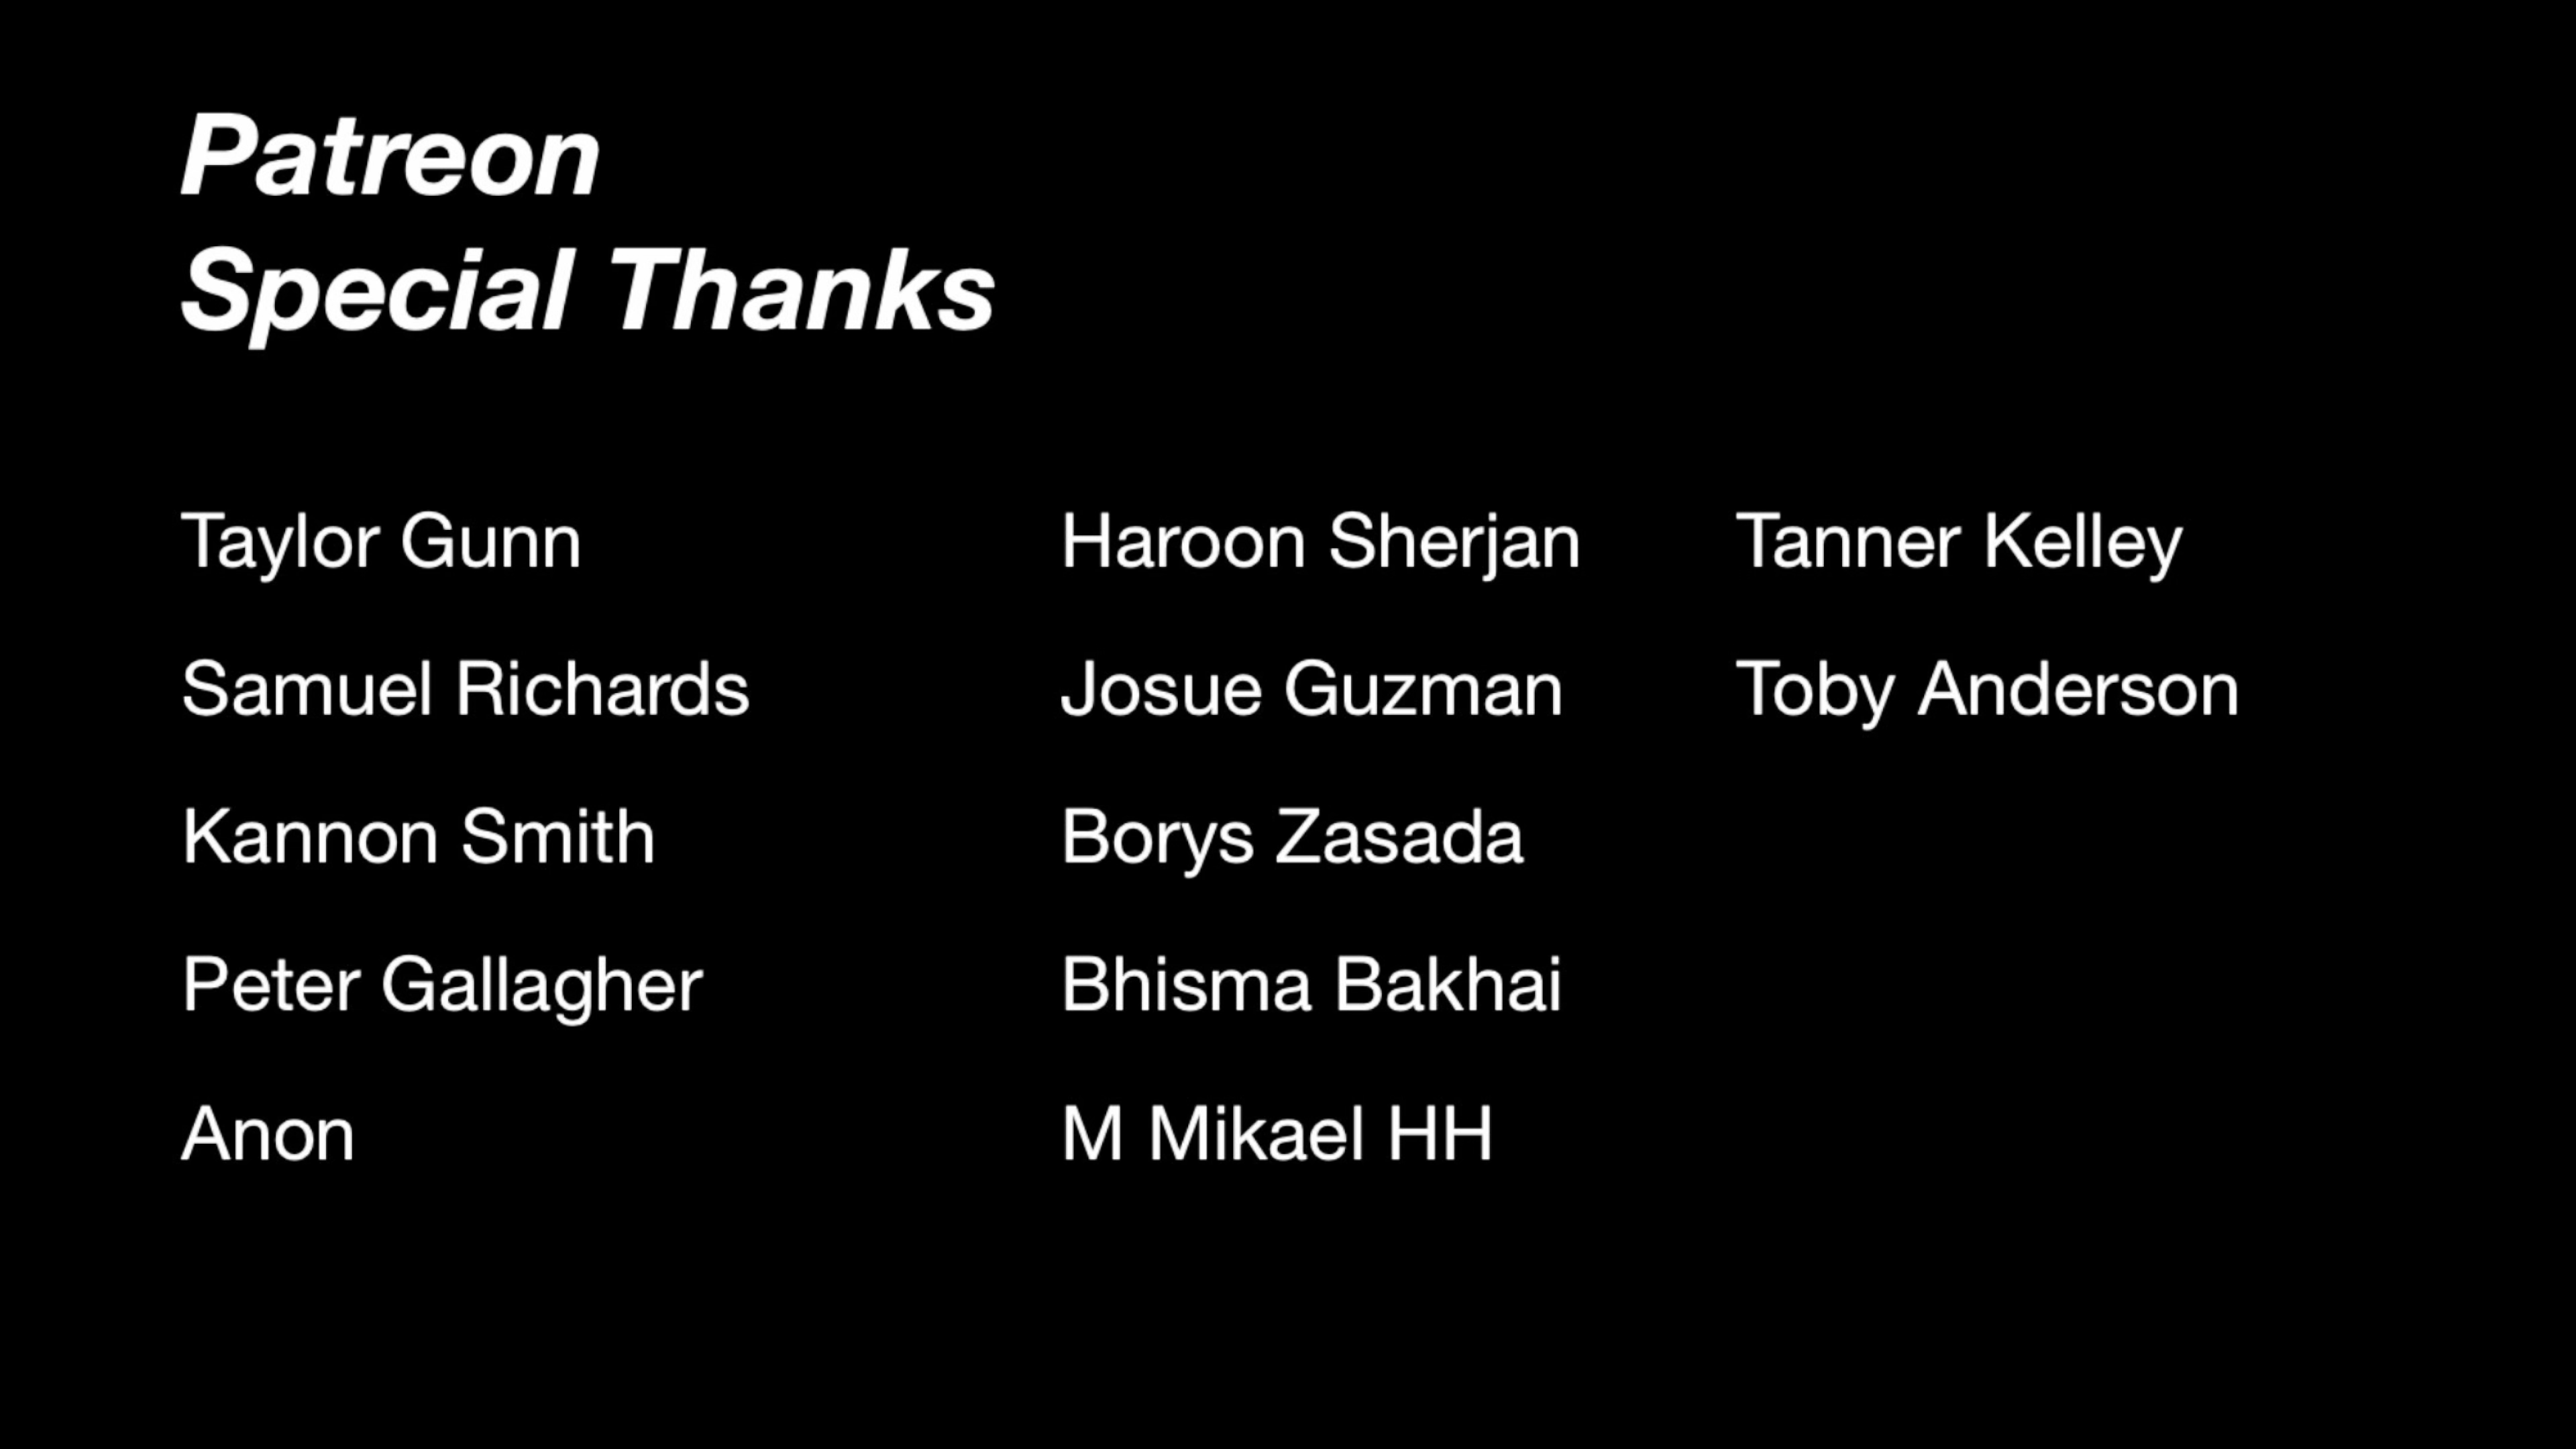 Patreon
Special Thanks
Taylor Gunn
Samuel Richards
Kannon Smith
Peter Gallagher
Anon
Haroon Sherjan
Josue Guzman
Borys Zasada
Bhisma Bakhai
M Mikael HH
Tanner Kelley
Toby Anderson